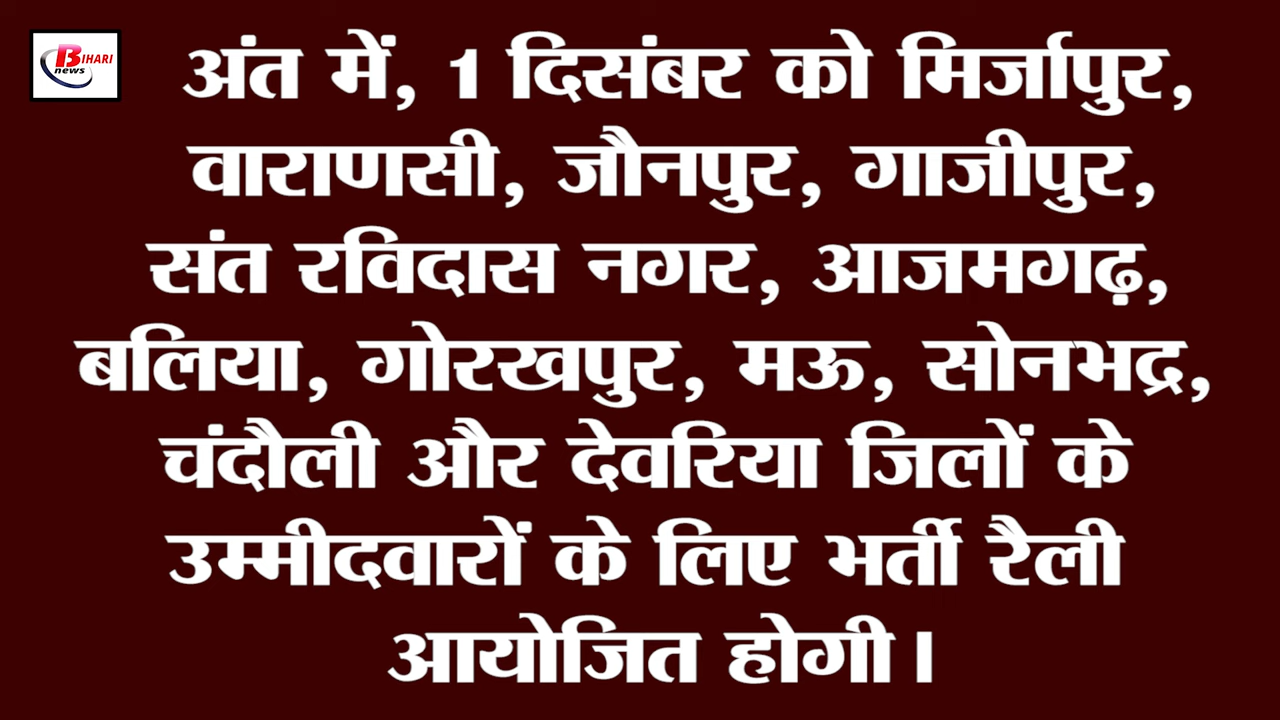 BIHARI
news
अंत में, 1 दिसंबर को मिर्जापुर,
वाराणसी, जौनपुर, गाजीपुर,
संत रविदास नगर, आजमगढ़,
बलिया, गोरखपुर, मऊ, सोनभद्र,
चंदौली और देवरिया जिलों के
उम्मीदवारों के लिए भर्ती रैली
आयोजित होगी।